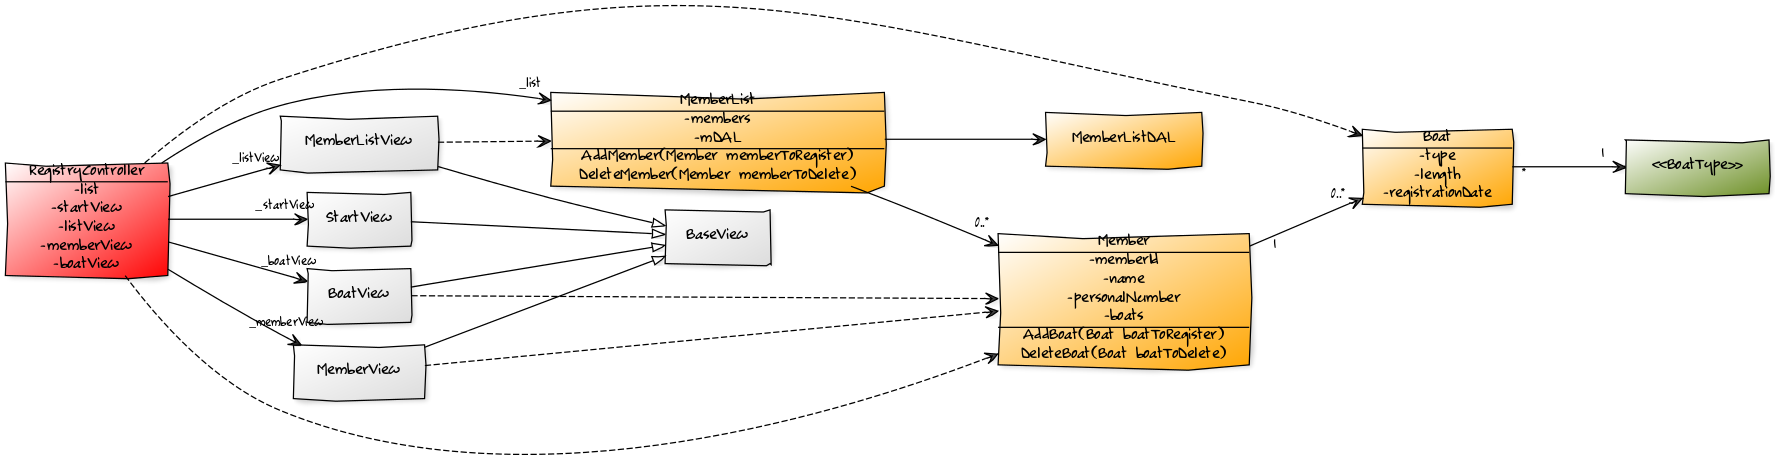 RegistryController
-list
-startView
-listView
-memberView
-boatView
_list
_listView
_startView
_boatView
_memberView
MemberListView
StartView
BoatView
MemberView
MemberList
-members
-mDAL
AddMember(Member memberToRegister)
DeleteMember(Member memberToDelete)
BaseView
MemberListDAL
0..*
Member
-memberId
-name
-personalNumber
-boats
AddBoat(Boat boatToRegister)
DeleteBoat(Boat boatToDelete)
1
0..*
Boat
-type
-length
-registrationDate
*
1
<<BoatType>>